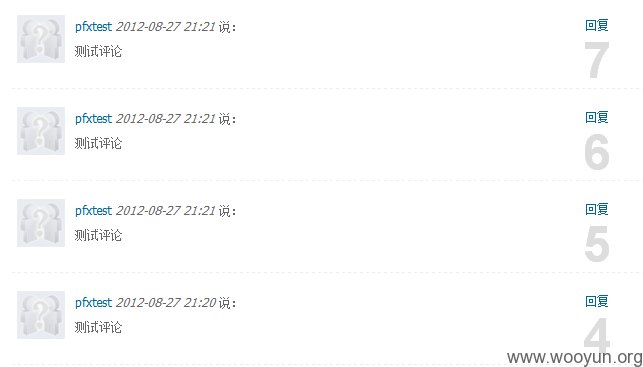 pfxtest 2012-08-27 21:21 说： 回复
测试评论 7
pfxtest 2012-08-27 21:21 说： 回复
测试评论 6
pfxtest 2012-08-27 21:21 说： 回复
测试评论 5
pfxtest 2012-08-27 21:20 说： 回复
测试评论 4
www.wooyun.org